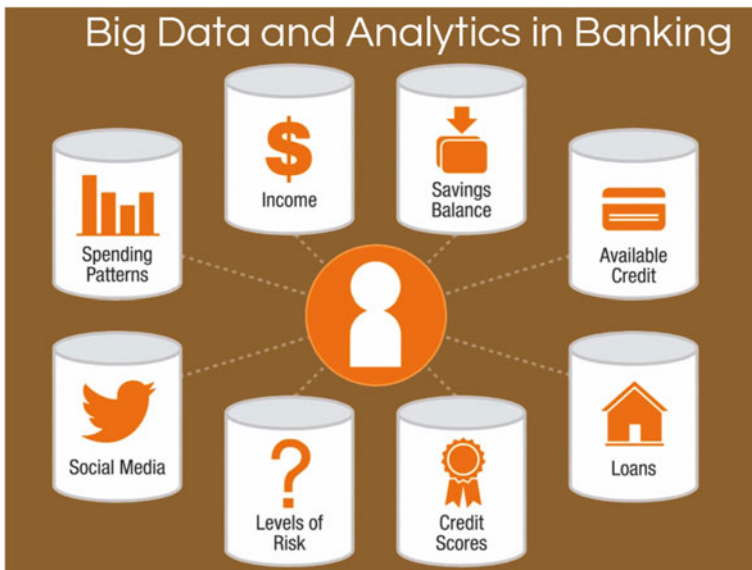 Big Data and Analytics in Banking
Income
Savings
Balance
Spending
Patterns
Available
Credit
Social Media
Levels of
Risk
Credit
Scores
Loans